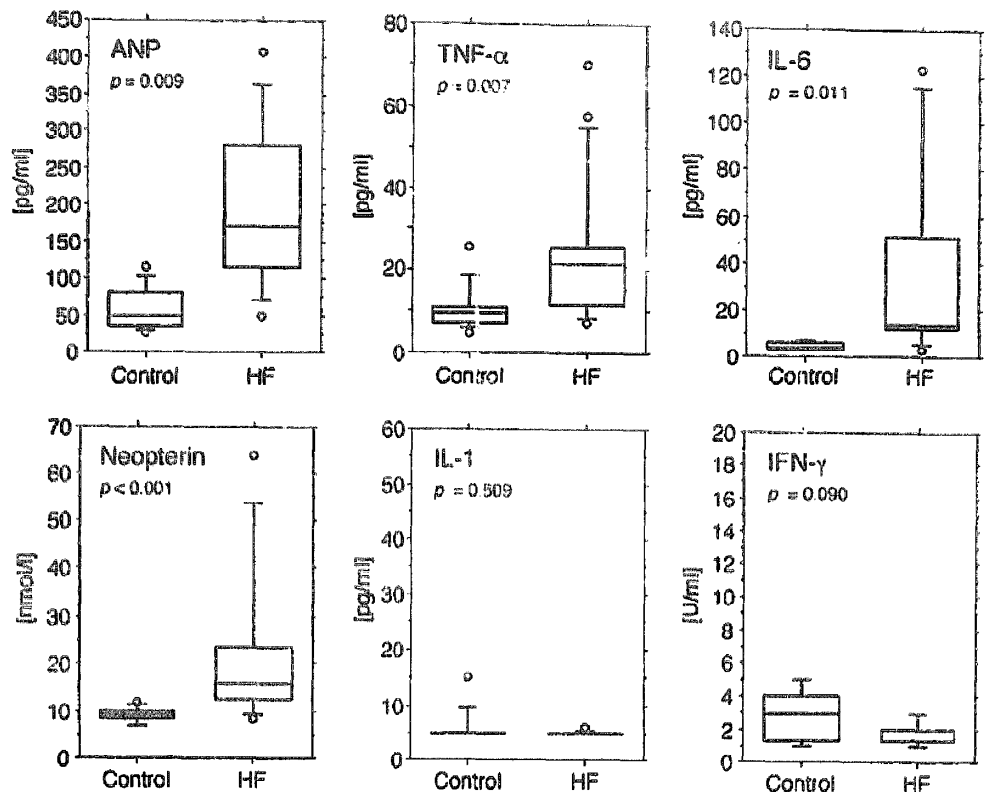 ANP
p = 0.009
[pg/ml]
450
400
350
300
250
200
150
100
50
0
Control HF
TNF-α
p = 0.007
[pg/ml]
80
60
40
20
0
Control HF
IL-6
p = 0.011
[pg/ml]
140
120
100
80
60
40
20
0
Control HF
Neopterin
p < 0.001
[nmol/l]
70
60
50
40
30
20
10
0
Control HF
IL-1
p = 0.509
[pg/ml]
60
50
40
30
20
10
0
Control HF
IFN-γ
p = 0.090
[U/ml]
20
18
16
14
12
10
8
6
4
2
0
Control HF